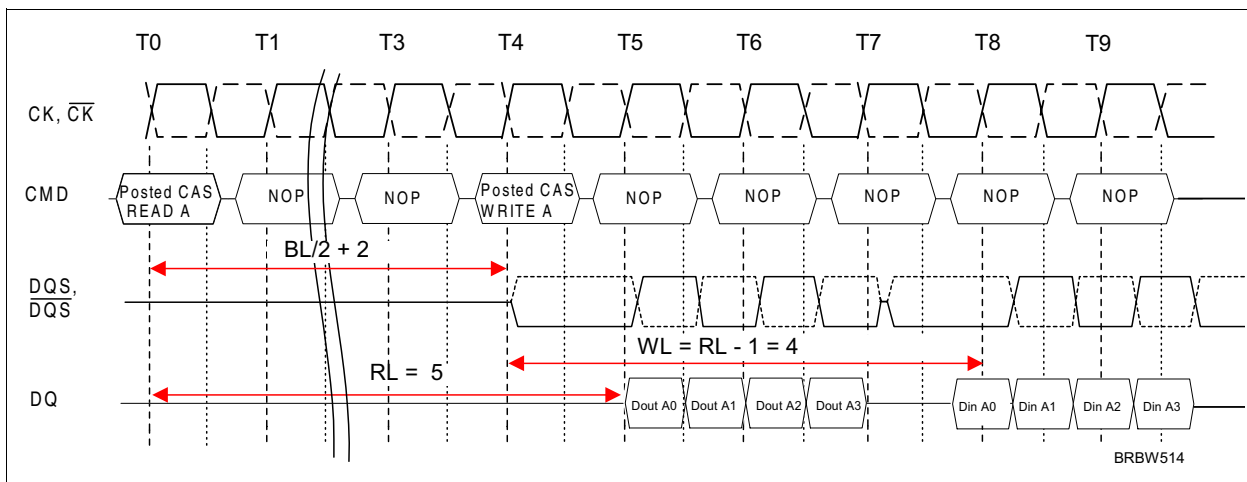 T0 T1 T3 T4 T5 T6 T7 T8 T9
CK, CK
CMD
Posted CAS
READ A
NOP
NOP
Posted CAS
WRITE A
NOP
NOP
NOP
NOP
NOP
BL/2 + 2
DQS,
DQS
WL = RL - 1 = 4
RL = 5
DQ
Dout A0 Dout A1 Dout A2 Dout A3 Din A0 Din A1 Din A2 Din A3
BRBW514